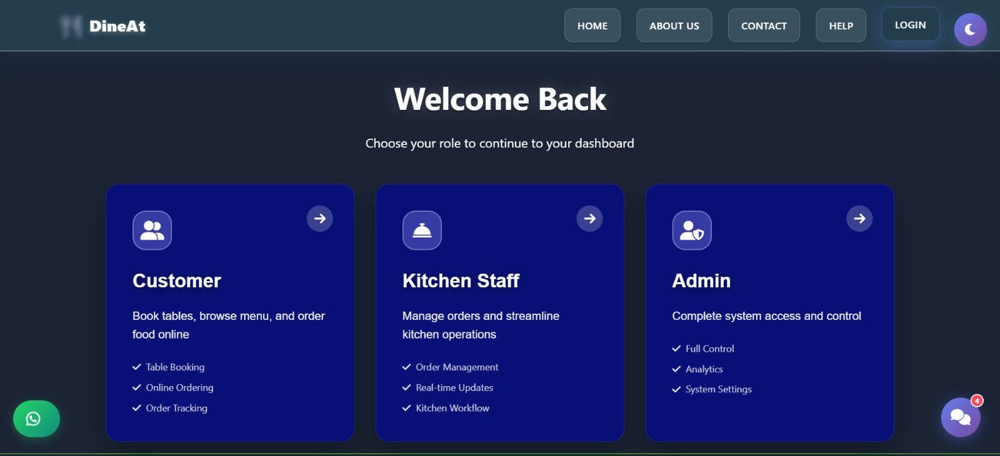 DineAt
HOME
ABOUT US
CONTACT
HELP
LOGIN
Welcome Back
Choose your role to continue to your dashboard
Customer
Book tables, browse menu, and order
food online
Table Booking
Online Ordering
Order Tracking
Kitchen Staff
Manage orders and streamline
kitchen operations
Order Management
Real-time Updates
Kitchen Workflow
Admin
Complete system access and control
Full Control
Analytics
System Settings
4